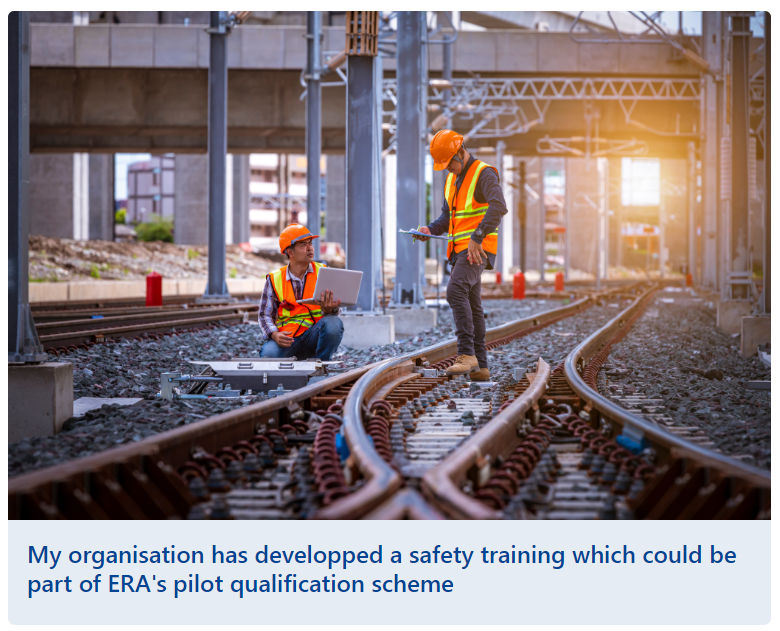 My organisation has developped a safety training which could be
part of ERA's pilot qualification scheme